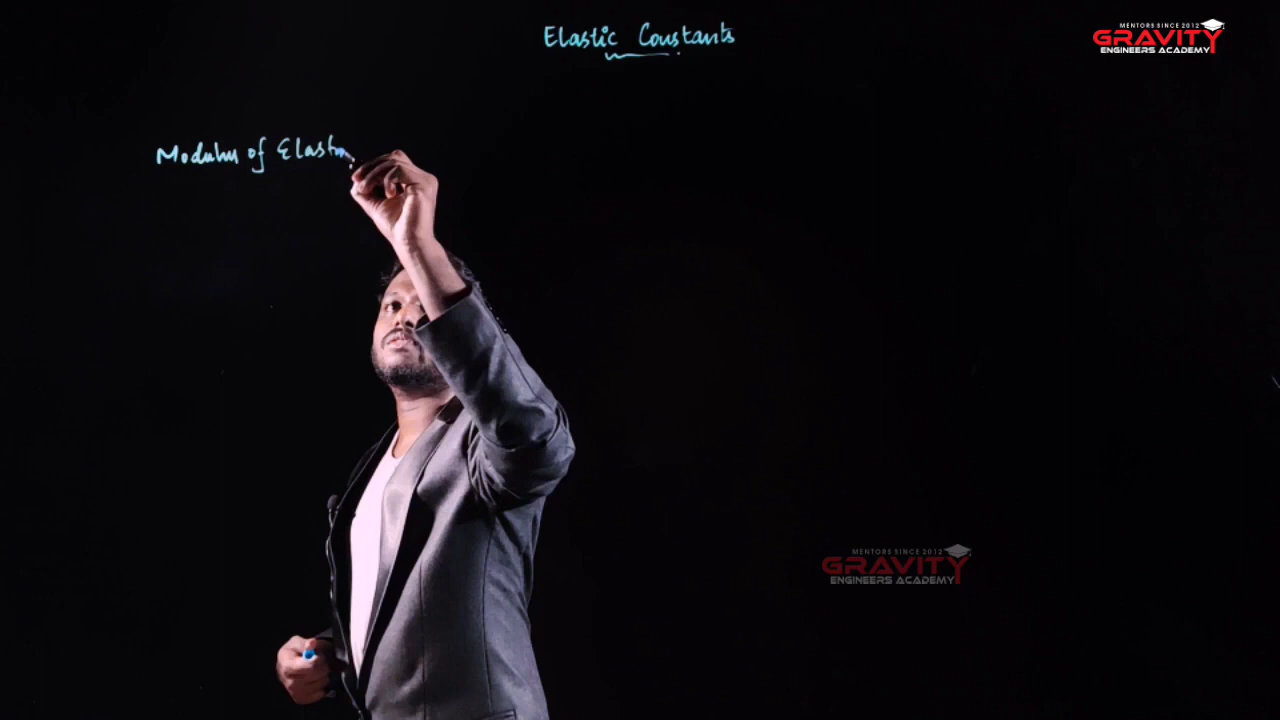 Elastic Constants
MENTORS SINCE 2012
GRAVITY
ENGINEERS ACADEMY
Modulus of Elast
MENTORS SINCE 2012
GRAVITY
ENGINEERS ACADEMY